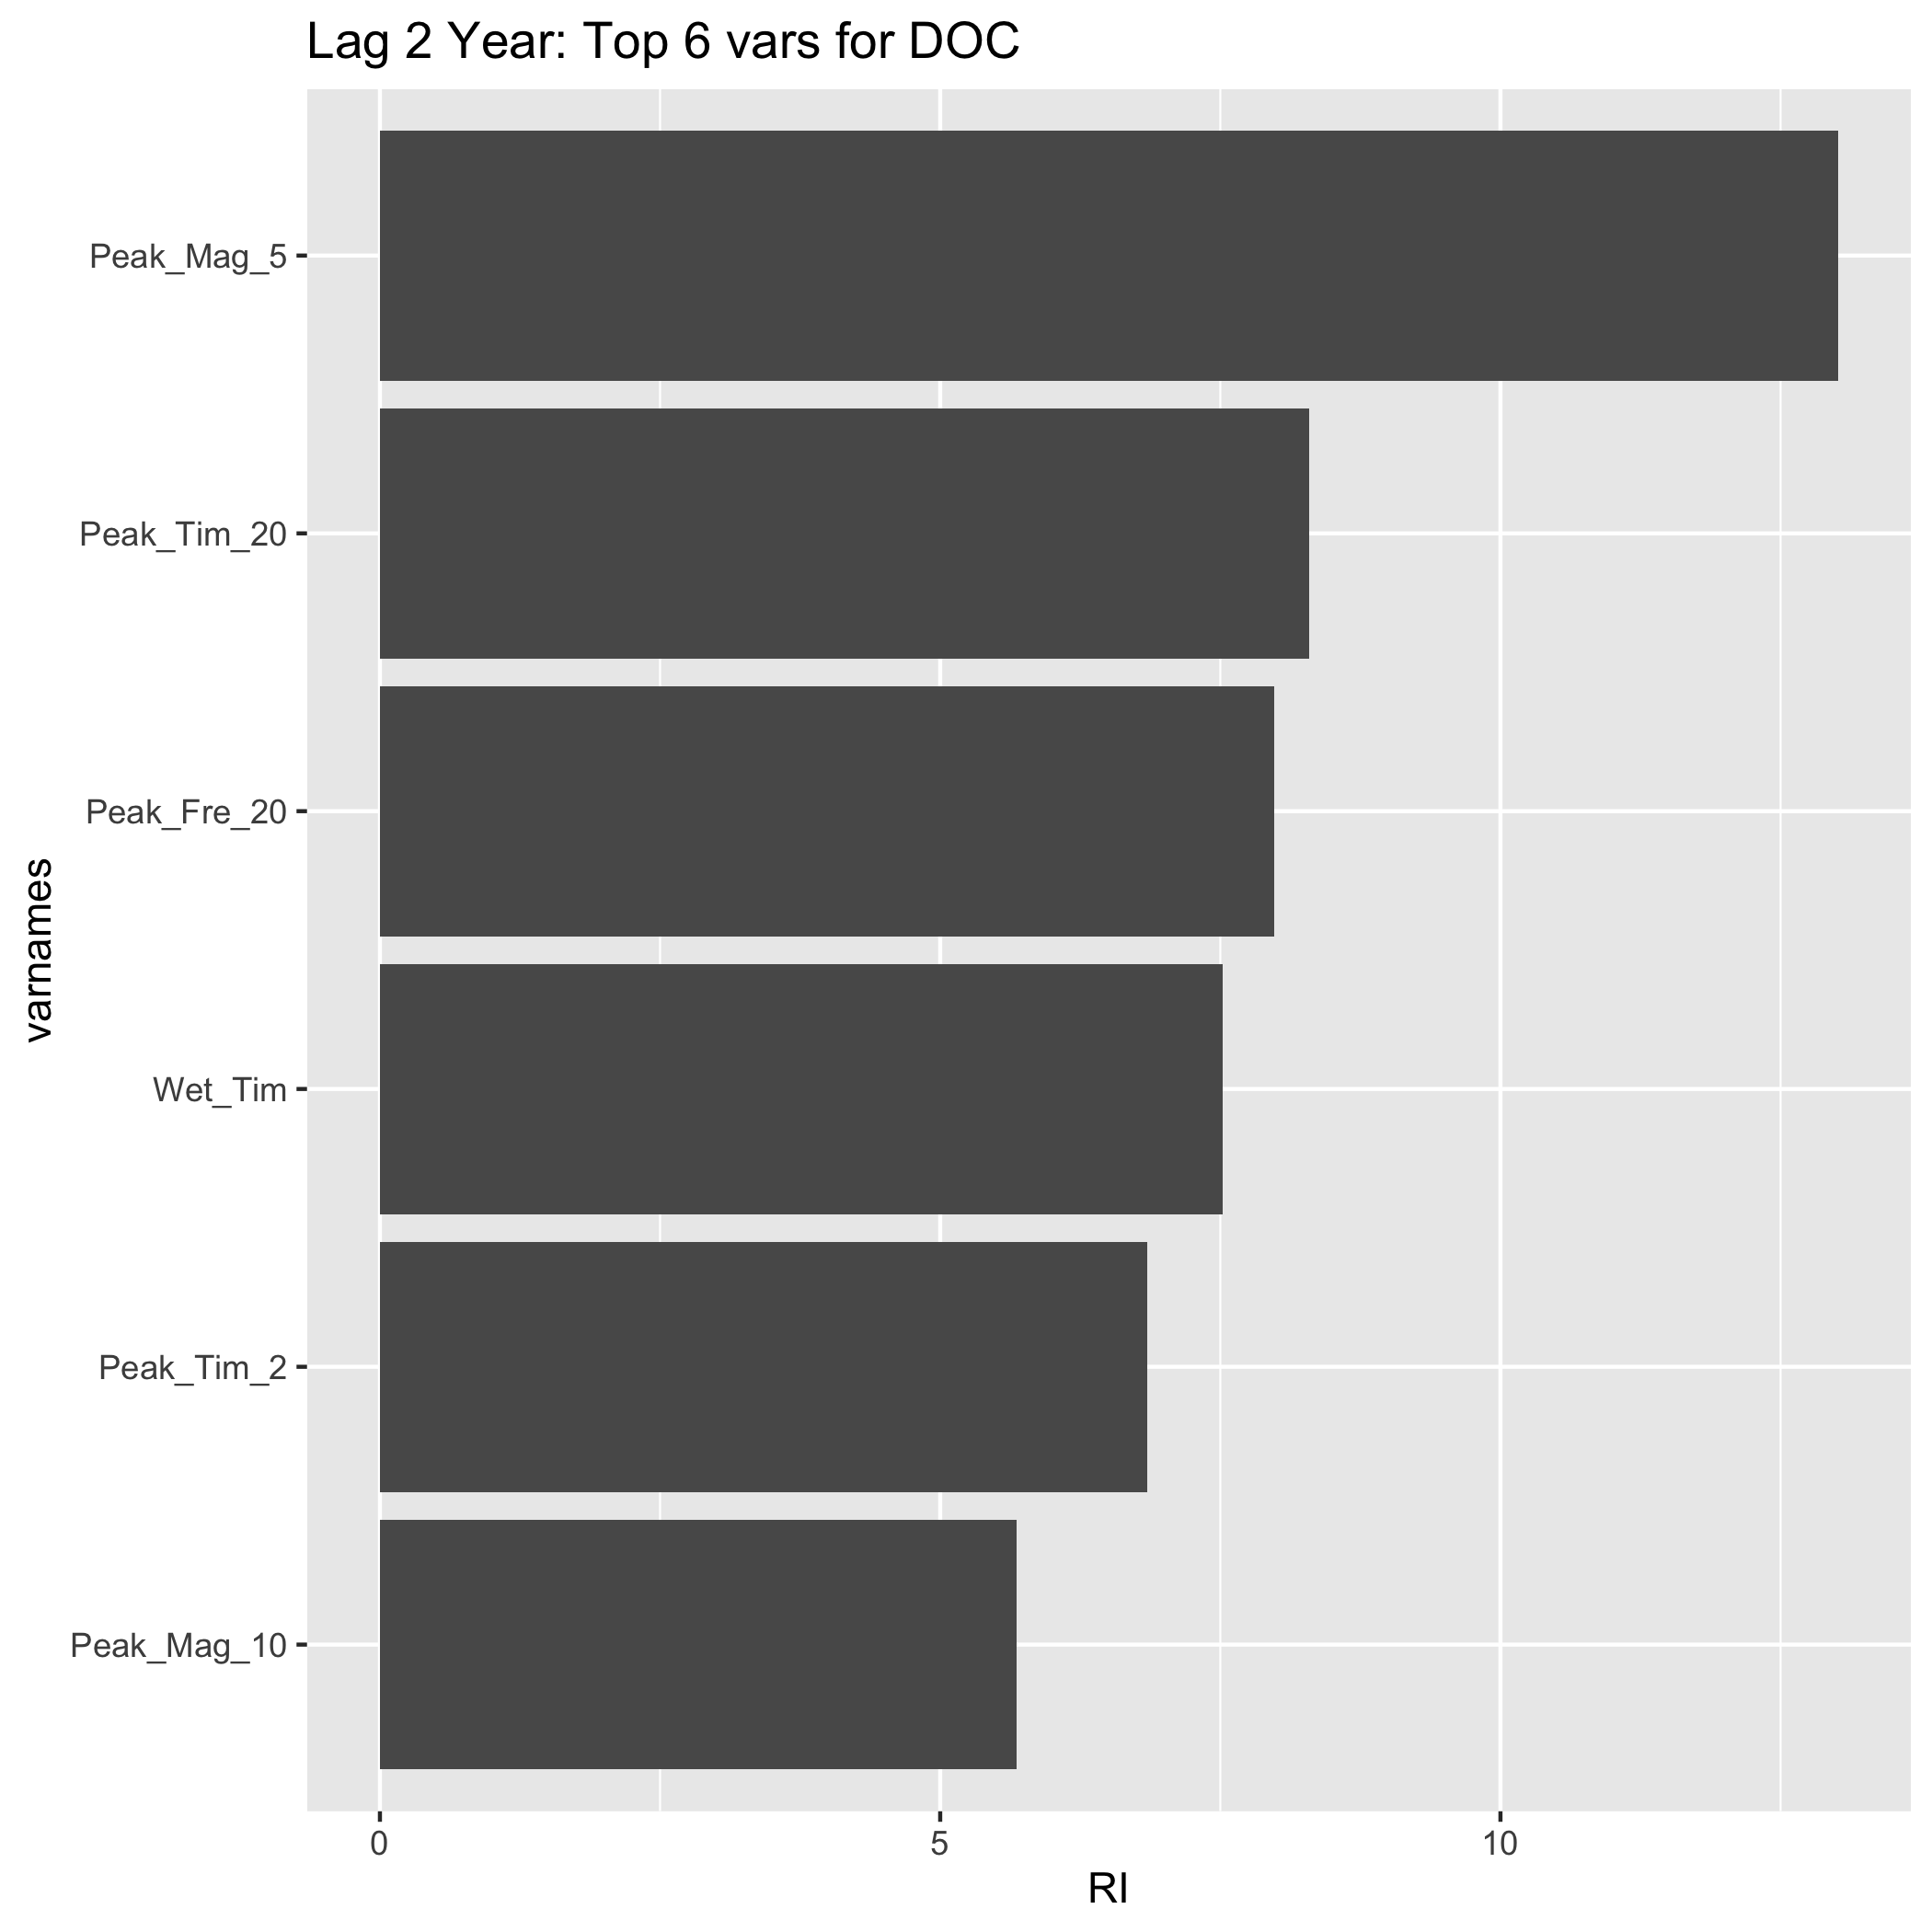 Lag 2 Year: Top 6 vars for DOC
varnames
Peak_Mag_5
Peak_Tim_20
Peak_Fre_20
Wet_Tim
Peak_Tim_2
Peak_Mag_10
0 5 10
RI